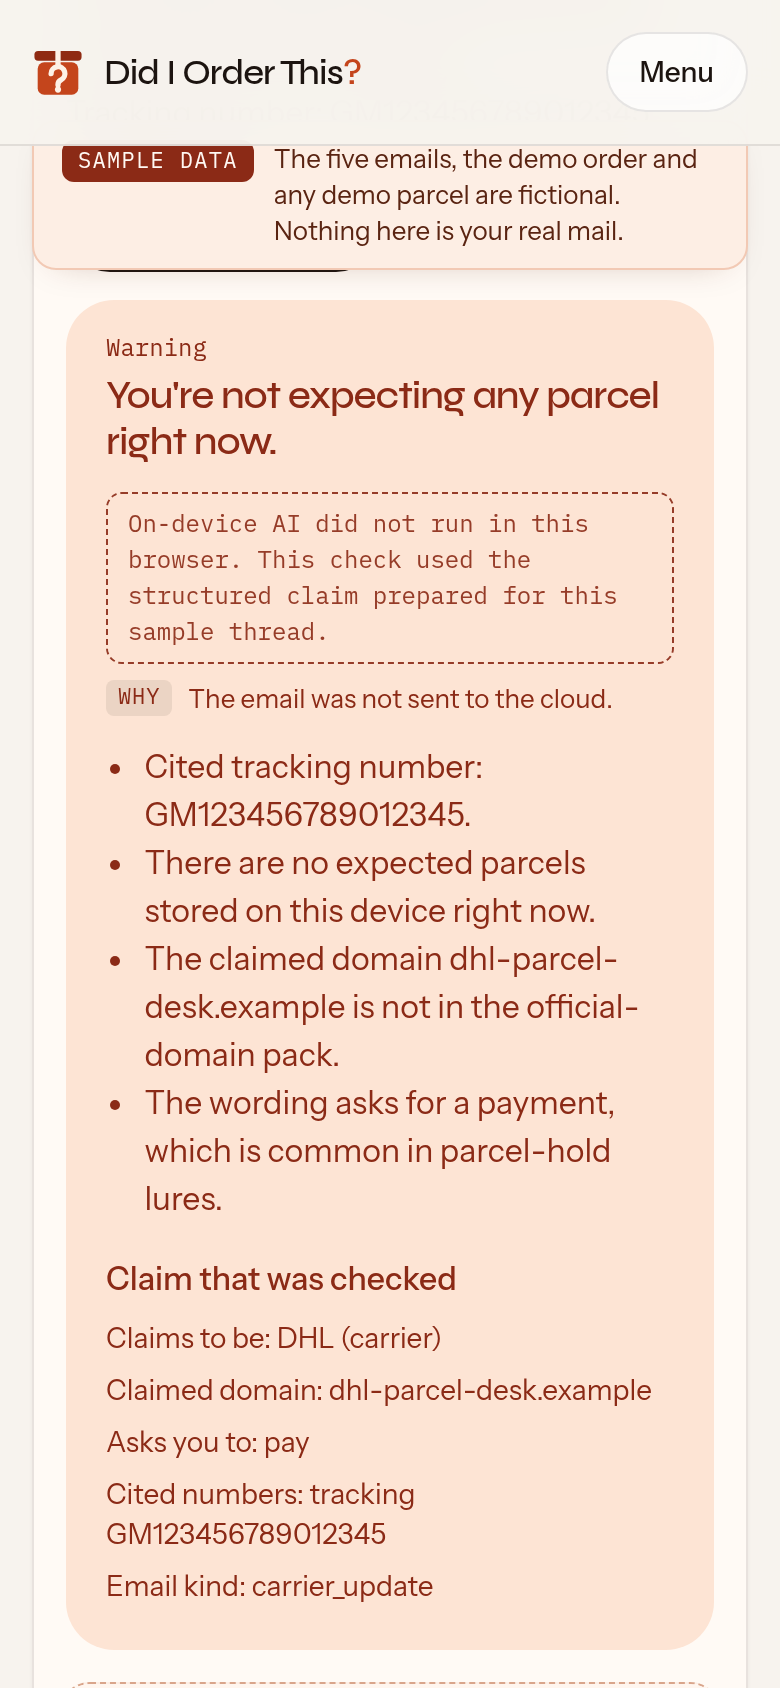 Did I Order This?
Menu
SAMPLE DATA
The five emails, the demo order and
any demo parcel are fictional.
Nothing here is your real mail.
Warning
You're not expecting any parcel
right now.
On-device AI did not run in this
browser. This check used the
structured claim prepared for this
sample thread.
WHY The email was not sent to the cloud.
• Cited tracking number:
GM123456789012345.
• There are no expected parcels
stored on this device right now.
• The claimed domain dhl-parcel-
desk.example is not in the official-
domain pack.
• The wording asks for a payment,
which is common in parcel-hold
lures.
Claim that was checked
Claims to be: DHL (carrier)
Claimed domain: dhl-parcel-desk.example
Asks you to: pay
Cited numbers: tracking
GM123456789012345
Email kind: carrier_update